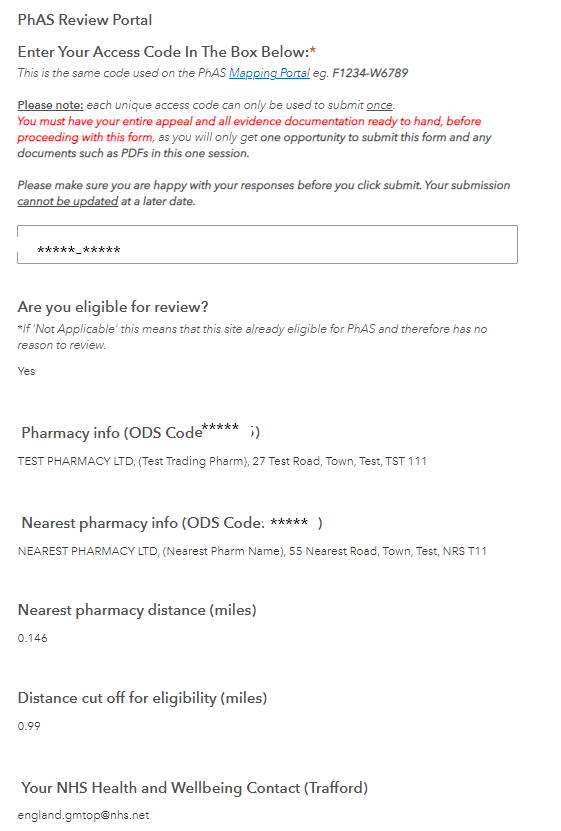 PhAS Review Portal
Enter Your Access Code In The Box Below:*
This is the same code used on the PhAS Mapping Portal eg. F1234-W6789
Please note: each unique access code can only be used to submit once.
You must have your entire appeal and all evidence documentation ready to hand, before
proceeding with this form, as you will only get one opportunity to submit this form and any
documents such as PDFs in this one session.
Please make sure you are happy with your responses before you click submit. Your submission
cannot be updated at a later date.
*****-*****
Are you eligible for review?
*If 'Not Applicable' this means that this site already eligible for PhAS and therefore has no
reason to review.
Yes
Pharmacy info (ODS Code ***** )
TEST PHARMACY LTD, (Test Trading Pharm), 27 Test Road, Town, Test, TST 111
Nearest pharmacy info (ODS Code: ***** )
NEAREST PHARMACY LTD, (Nearest Pharm Name), 55 Nearest Road, Town, Test, NRS T11
Nearest pharmacy distance (miles)
0.146
Distance cut off for eligibility (miles)
0.99
Your NHS Health and Wellbeing Contact (Trafford)
england.gmtop@nhs.net